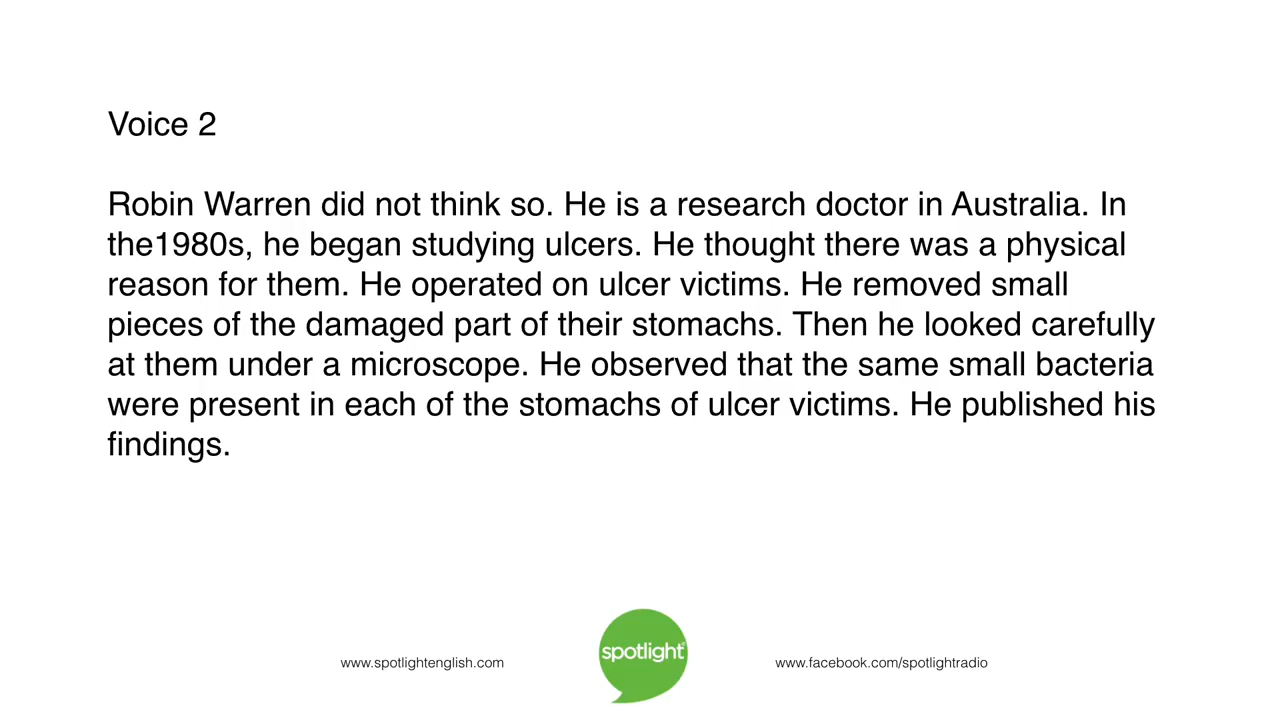 Voice 2
Robin Warren did not think so. He is a research doctor in Australia. In
the1980s, he began studying ulcers. He thought there was a physical
reason for them. He operated on ulcer victims. He removed small
pieces of the damaged part of their stomachs. Then he looked carefully
at them under a microscope. He observed that the same small bacteria
were present in each of the stomachs of ulcer victims. He published his
findings.
www.spotlightenglish.com
spotlight
www.facebook.com/spotlightradio